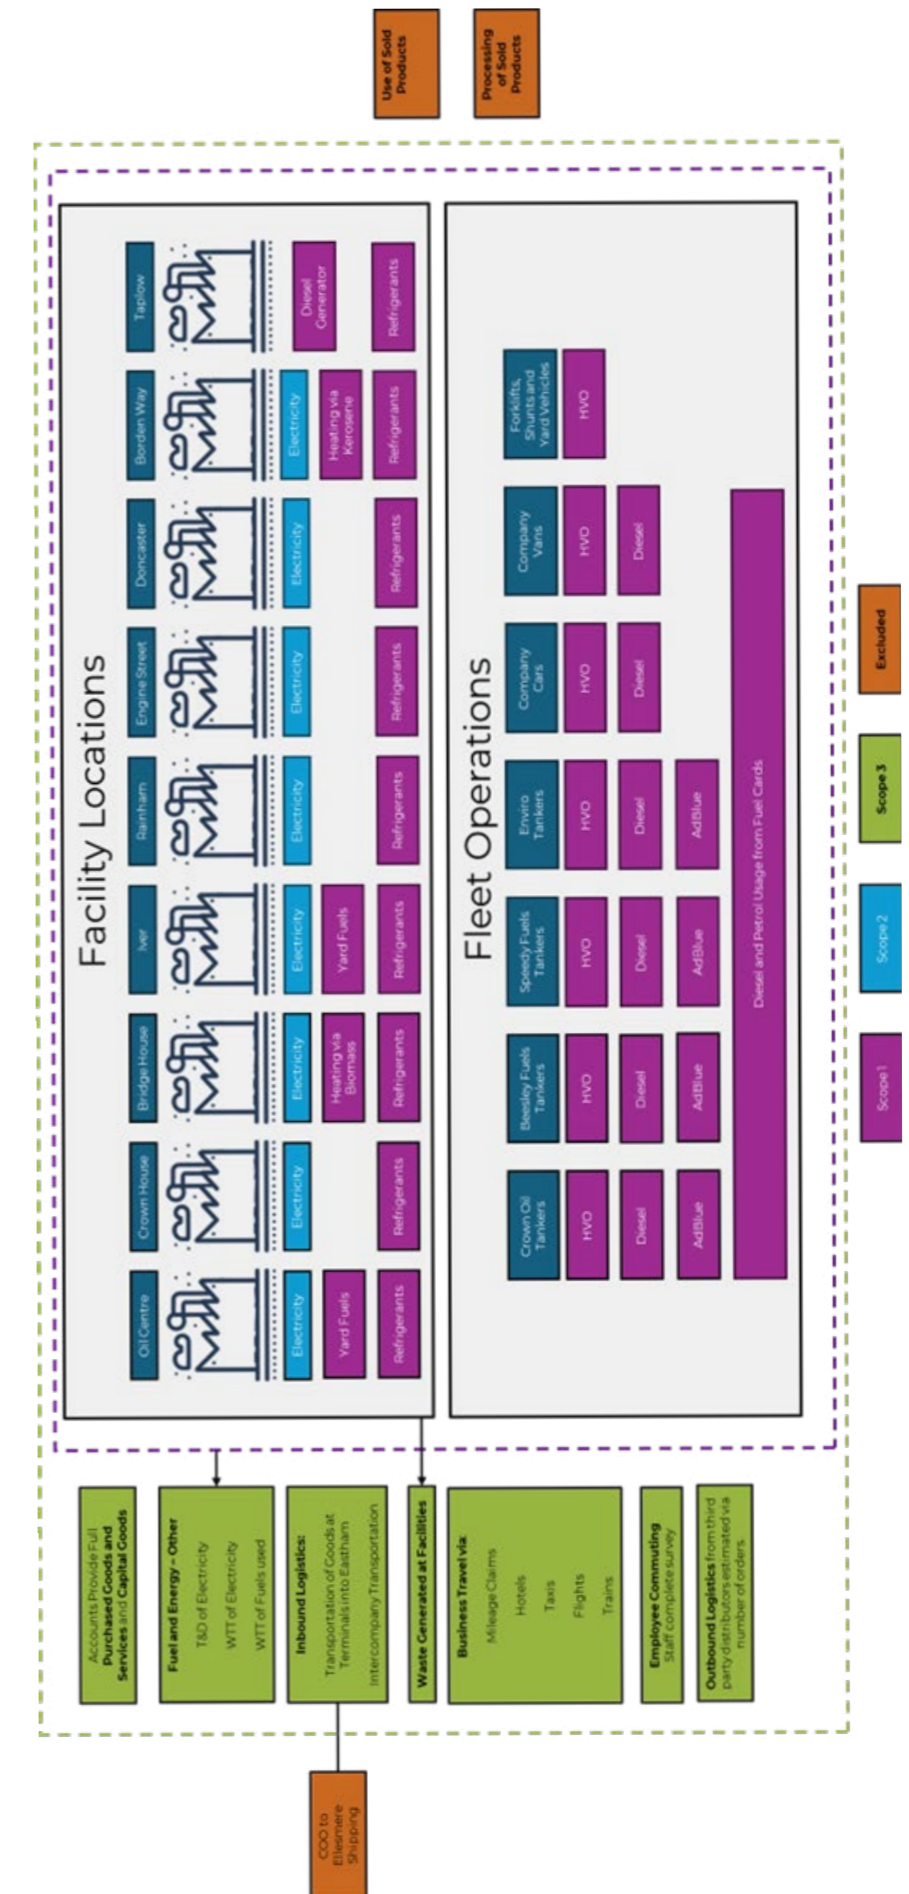 Accounts Provide Full
Purchased Goods and
Services and Capital Goods
Fuel and Energy – Other
T&D of Electricity
WTT of Electricity
WTT of Fuels used
Inbound Logistics:
Transportation of Goods at
Terminals into Eastham
Intercompany Transportation
Waste Generated at Facilities
Business Travel via:
Mileage Claims
Hotels
Taxis
Flights
Trains
Employee Commuting
Staff complete survey
Outbound Logistics from third
party distributors estimated via
number of orders.
COO to
Ellesmere
Shipping
Facility Locations
Oil Centre
Electricity
Yard Fuels
Refrigerants
Crown House
Electricity
Refrigerants
Bridge House
Electricity
Heating via
Biomass
Refrigerants
Iver
Electricity
Yard Fuels
Refrigerants
Rainham
Electricity
Refrigerants
Engine Street
Electricity
Refrigerants
Doncaster
Electricity
Refrigerants
Borden Way
Electricity
Heating via
Kerosene
Refrigerants
Taplow
Diesel
Generator
Refrigerants
Fleet Operations
Crown Oil
Tankers
HVO
Diesel
AdBlue
Beesley Fuels
Tankers
HVO
Diesel
AdBlue
Speedy Fuels
Tankers
HVO
Diesel
AdBlue
Enviro
Tankers
HVO
Diesel
AdBlue
Company
Cars
HVO
Diesel
Company
Vans
HVO
Diesel
Forklifts,
Shunts and
Yard Vehicles
HVO
Diesel and Petrol Usage from Fuel Cards
Use of Sold
Products
Processing
of Sold
Products
Scope 1
Scope 2
Scope 3
Excluded